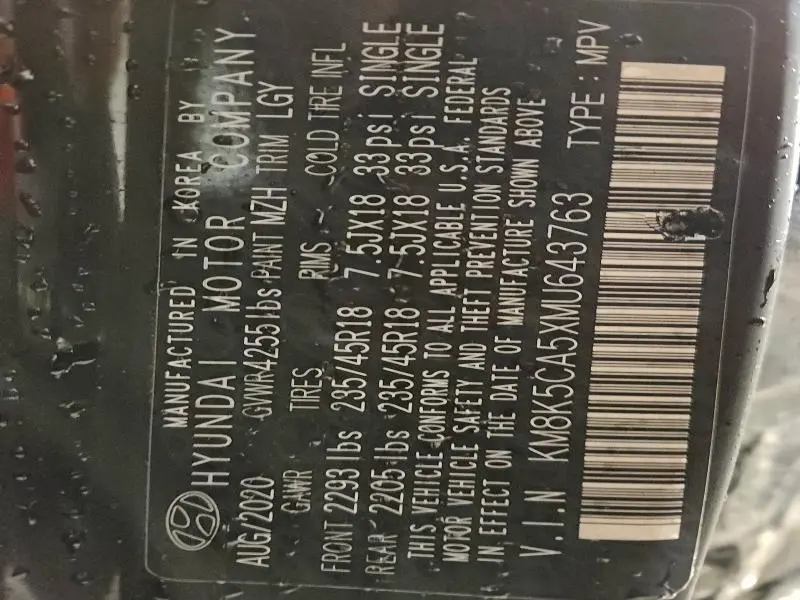 MANUFACTURED IN KOREA BY
HYUNDAI MOTOR COMPANY
AUG/2020 GVWR4255lbs PAINT MZH TRIM LGY
GAWR TIRES RIMS COLD TIRE INFL
FRONT 2293 lbs 235/45R18 7.5JX18 33psi SINGLE
REAR 2205 lbs 235/45R18 7.5JX18 33psi SINGLE
THIS VEHICLE CONFORMS TO ALL APPLICABLE U.S.A. FEDERAL
MOTOR VEHICLE SAFETY AND THEFT PREVENTION STANDARDS
IN EFFECT ON THE DATE OF MANUFACTURE SHOWN ABOVE
V.I.N KM8K5CA5XMU643763 TYPE : MPV